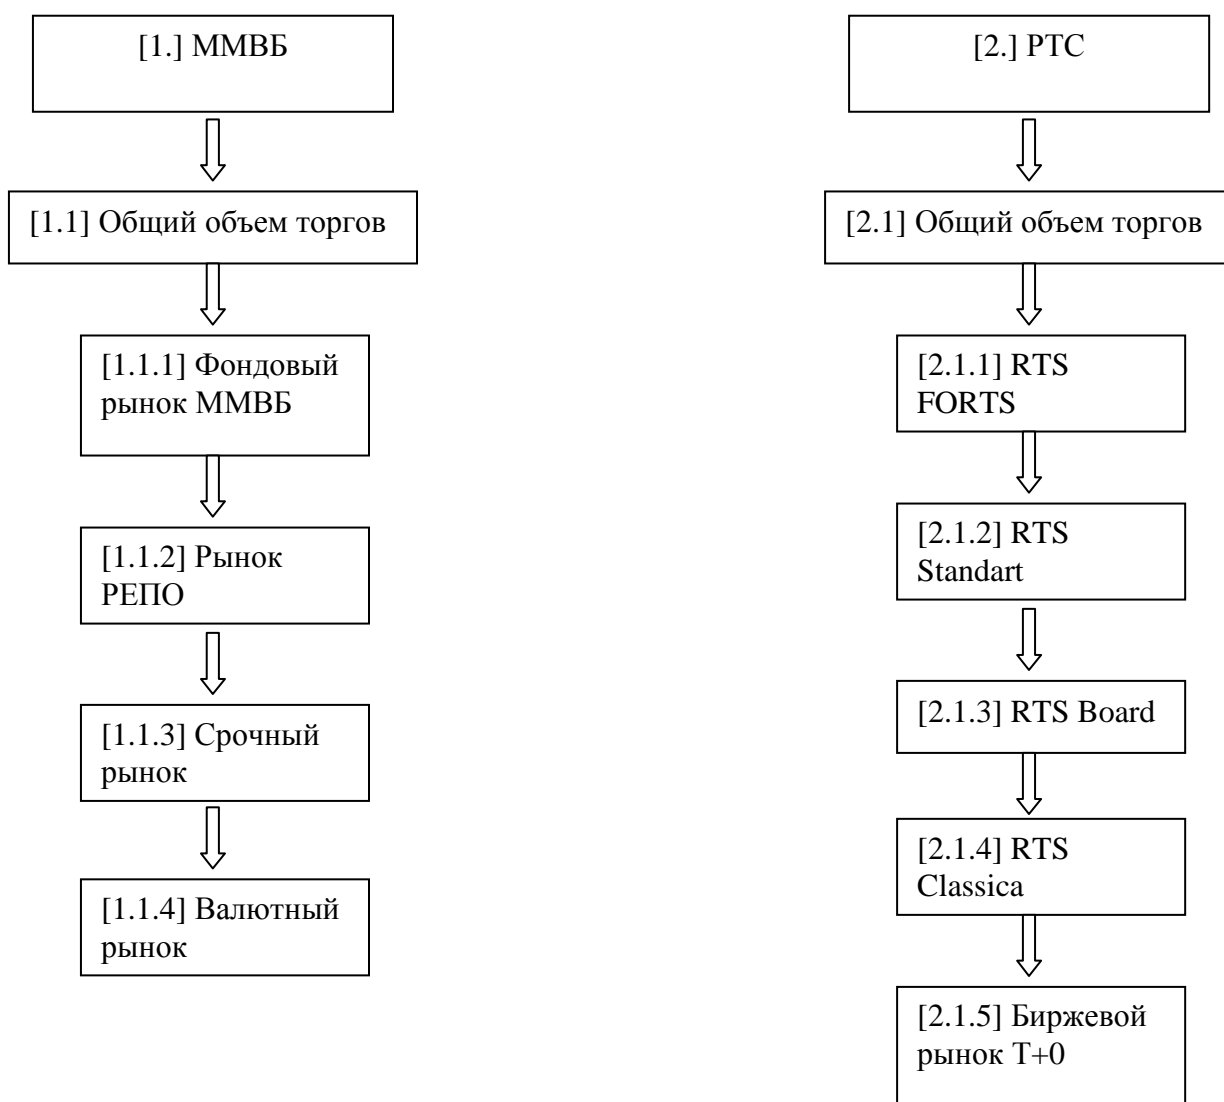 [1.] ММВБ
[1.1] Общий объем торгов
[1.1.1] Фондовый
рынок ММВБ
[1.1.2] Рынок
РЕПО
[1.1.3] Срочный
рынок
[1.1.4] Валютный
рынок
[2.] РТС
[2.1] Общий объем торгов
[2.1.1] RTS
FORTS
[2.1.2] RTS
Standart
[2.1.3] RTS Board
[2.1.4] RTS
Classica
[2.1.5] Биржевой
рынок T+0